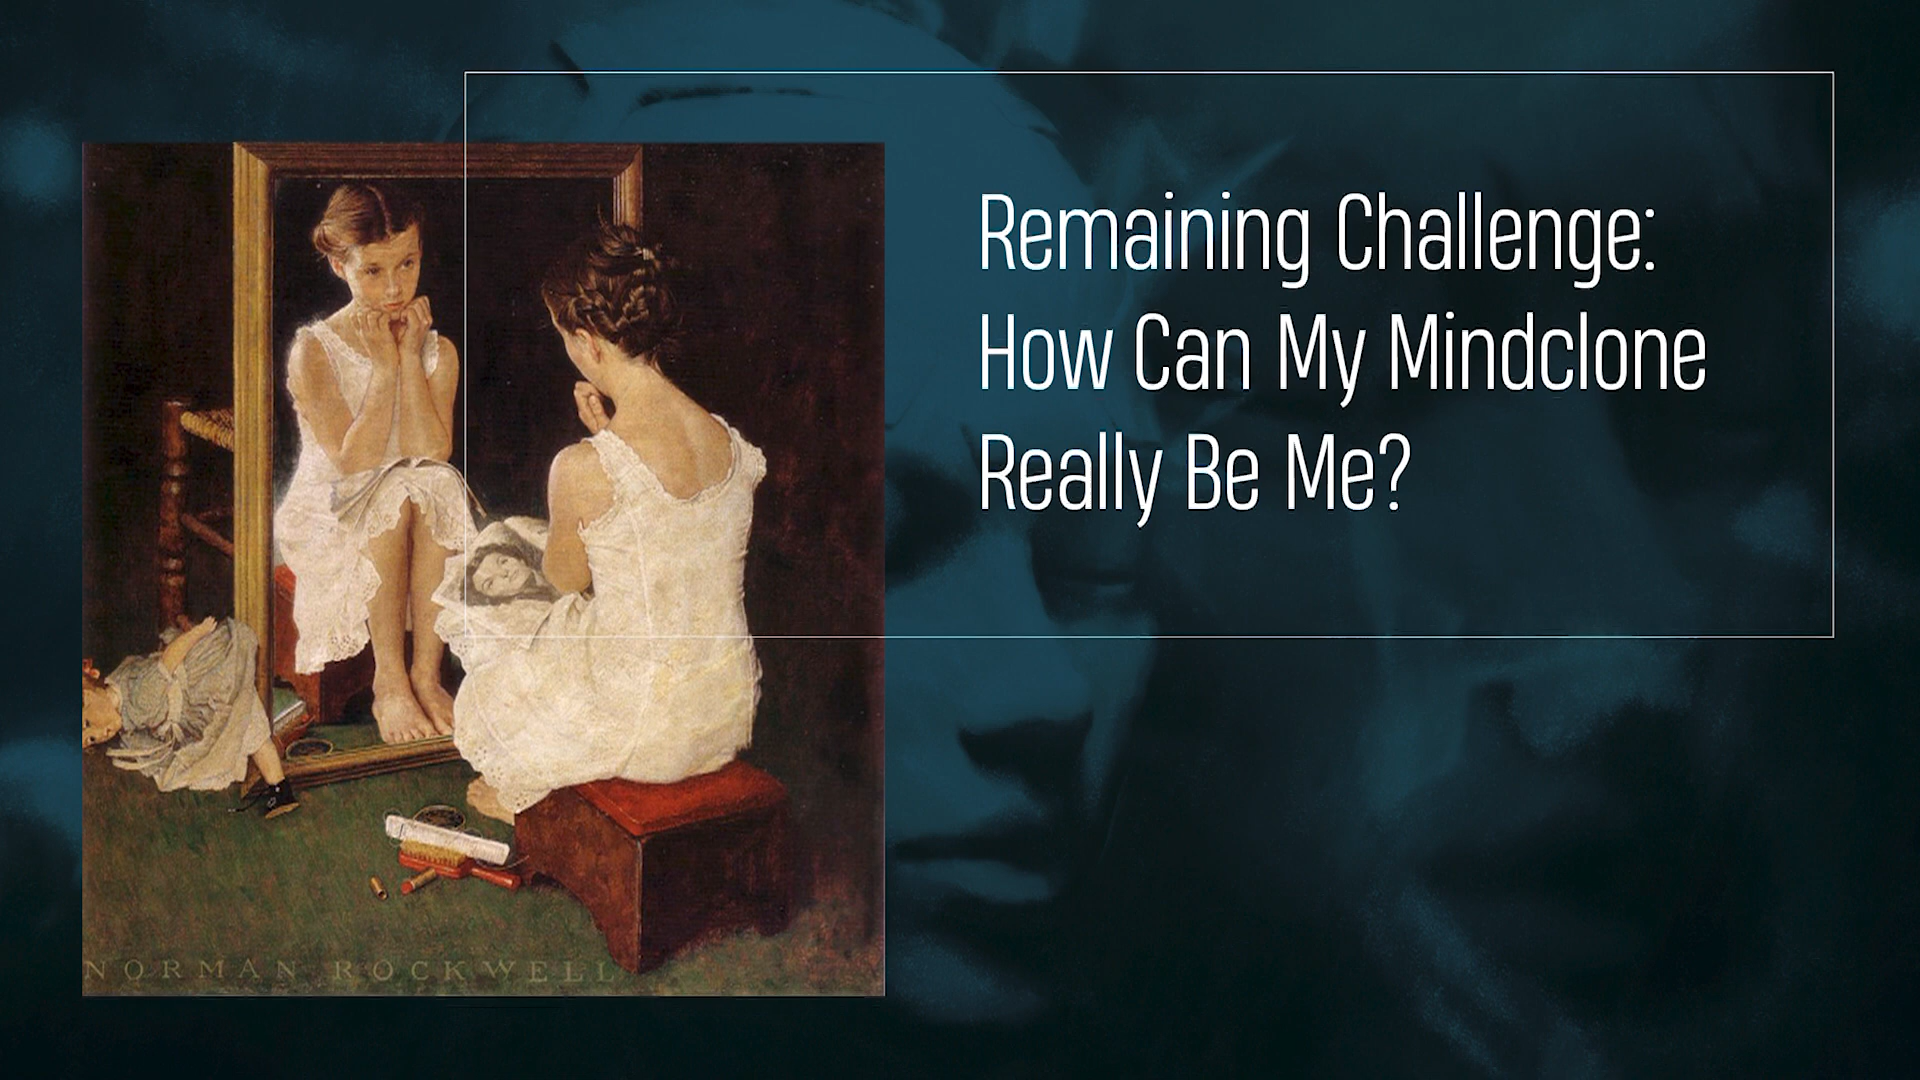 Remaining Challenge:
How Can My Mindclone
Really Be Me?
NORMAN ROCKWELL